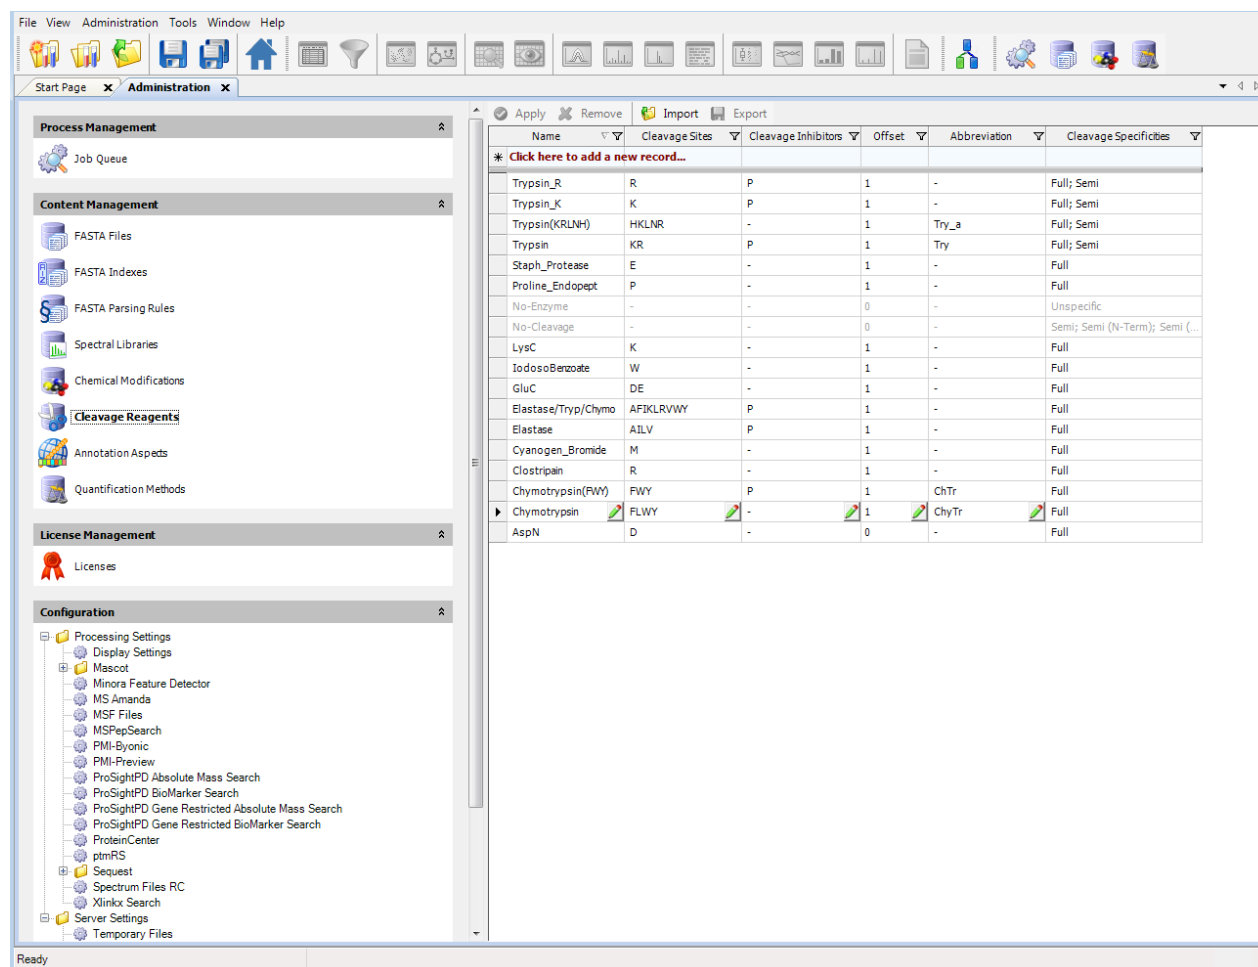 File View Administration Tools Window Help
Start Page x Administration x
Process Management
Job Queue
Content Management
FASTA Files
FASTA Indexes
FASTA Parsing Rules
Spectral Libraries
Chemical Modifications
Cleavage Reagents
Annotation Aspects
Quantification Methods
License Management
Licenses
Configuration
Processing Settings
Display Settings
Mascot
Minora Feature Detector
MS Amanda
MSF Files
MSPepSearch
PMI-Byonic
PMI-Preview
ProSightPD Absolute Mass Search
ProSightPD BioMarker Search
ProSightPD Gene Restricted Absolute Mass Search
ProSightPD Gene Restricted BioMarker Search
ProteinCenter
ptmRS
Sequest
Spectrum Files RC
Xlinkx Search
Server Settings
Temporary Files
Apply Remove Import Export
Name Cleavage Sites Cleavage Inhibitors Offset Abbreviation Cleavage Specificities
Click here to add a new record...
Trypsin_R R P 1 - Full; Semi
Trypsin_K K P 1 - Full; Semi
Trypsin(KRLNH) HKLNR - 1 Try_a Full; Semi
Trypsin KR P 1 Try Full; Semi
Staph_Protease E - 1 - Full
Proline_Endopept P - 1 - Full
No-Enzyme - - 0 - Unspecific
No-Cleavage - - 0 - Semi; Semi (N-Term); Semi (...
LysC K - 1 - Full
IodosoBenzoate W - 1 - Full
GluC DE - 1 - Full
Elastase/Tryp/Chymo AFIKLRVWY P 1 - Full
Elastase AILV P 1 - Full
Cyanogen_Bromide M - 1 - Full
Clostripain R - 1 - Full
Chymotrypsin(FWY) FWY P 1 ChTr Full
Chymotrypsin FLWY - 1 ChyTr Full
AspN D - 0 - Full
Ready